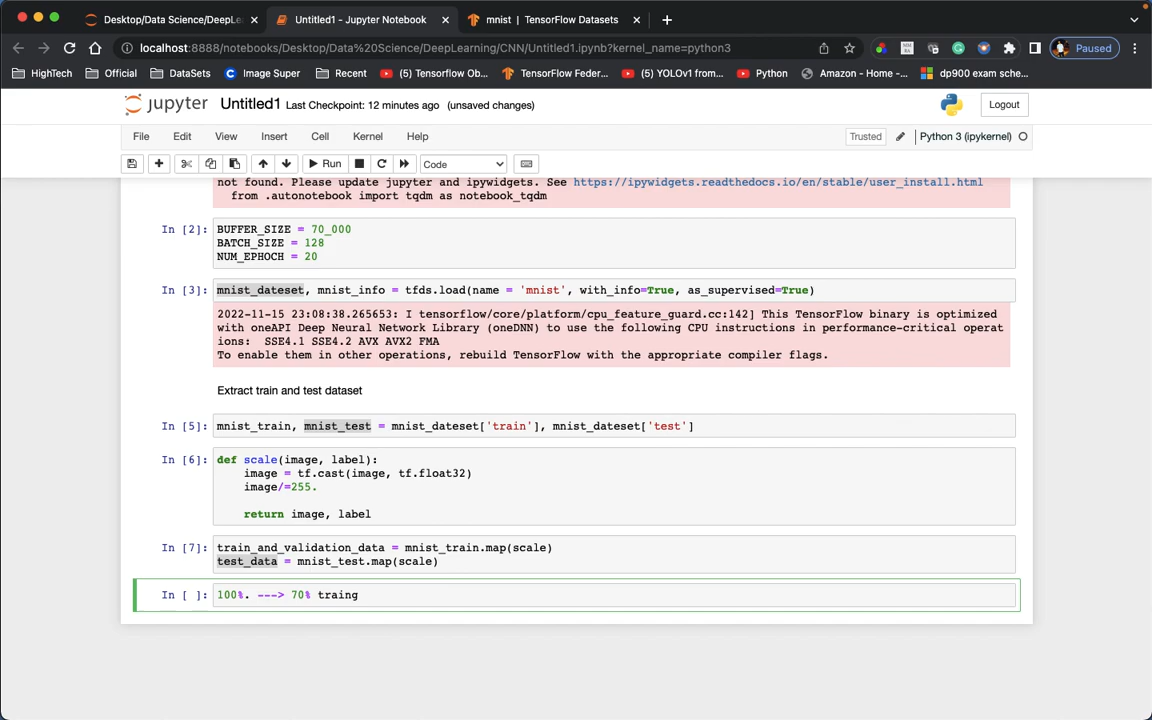 Desktop/Data Science/DeepLe
Untitled1 - Jupyter Notebook
mnist | TensorFlow Datasets
localhost:8888/notebooks/Desktop/Data%20Science/DeepLearning/CNN/Untitled1.ipynb?kernel_name=python3
Paused
HighTech
Official
DataSets
Image Super
Recent
(5) Tensorflow Ob...
TensorFlow Feder...
(5) YOLOv1 from...
Python
Amazon - Home -...
dp900 exam sche...
jupyter Untitled1 Last Checkpoint: 12 minutes ago (unsaved changes)
Logout
File Edit View Insert Cell Kernel Help
Trusted
Python 3 (ipykernel)
Run
Code
not found. Please update jupyter and ipywidgets. See https://ipywidgets.readthedocs.io/en/stable/user_install.html
from .autonotebook import tqdm as notebook_tqdm
In [2]: BUFFER_SIZE = 70_000
BATCH_SIZE = 128
NUM_EPHOCH = 20
In [3]: mnist_dateset, mnist_info = tfds.load(name = 'mnist', with_info=True, as_supervised=True)
2022-11-15 23:08:38.265653: I tensorflow/core/platform/cpu_feature_guard.cc:142] This TensorFlow binary is optimized
with oneAPI Deep Neural Network Library (oneDNN) to use the following CPU instructions in performance-critical operat
ions:  SSE4.1 SSE4.2 AVX AVX2 FMA
To enable them in other operations, rebuild TensorFlow with the appropriate compiler flags.
Extract train and test dataset
In [5]: mnist_train, mnist_test = mnist_dateset['train'], mnist_dateset['test']
In [6]: def scale(image, label):
image = tf.cast(image, tf.float32)
image/=255.
return image, label
In [7]: train_and_validation_data = mnist_train.map(scale)
test_data = mnist_test.map(scale)
In [ ]: 100%. ---> 70% traing